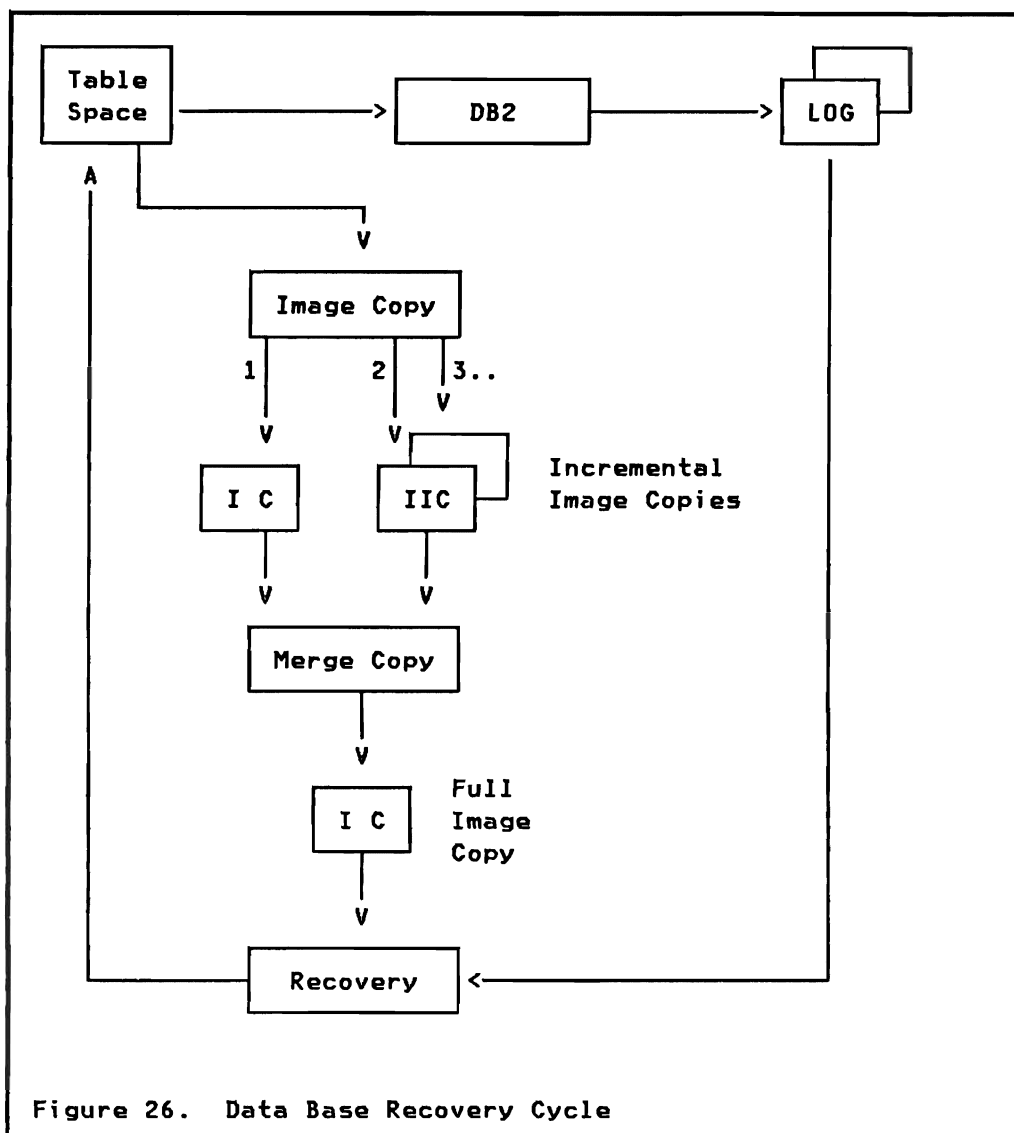 Table
Space
DB2
LOG
A
V
Image Copy
1
2
3..
V
V
V
I C
IIC
Incremental
Image Copies
V
V
Merge Copy
V
I C
Full
Image
Copy
V
Recovery
Figure 26. Data Base Recovery Cycle